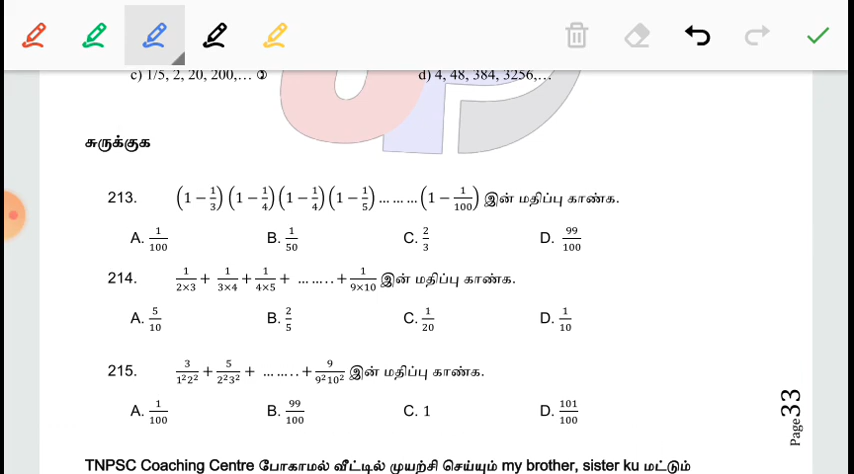 c) 1/5, 2, 20, 200,… ௧
d) 4, 48, 384, 3256,…
சுருக்குக
213. (1 − 1/3) (1 − 1/4) (1 − 1/4) (1 − 1/5) … … … (1 − 1/100) இன் மதிப்பு காண்க.
A. 1/100 B. 1/50 C. 2/3 D. 99/100
214. 1/2×3 + 1/3×4 + 1/4×5 + … … . . + 1/9×10 இன் மதிப்பு காண்க.
A. 5/10 B. 2/5 C. 1/20 D. 1/10
215. 3/1²2² + 5/2²3² + … … . . + 9/9²10² இன் மதிப்பு காண்க.
A. 1/100 B. 99/100 C. 1 D. 101/100
Page33
TNPSC Coaching Centre போகாமல் வீட்டில் முயற்சி செய்யும் my brother, sister ku மட்டும்